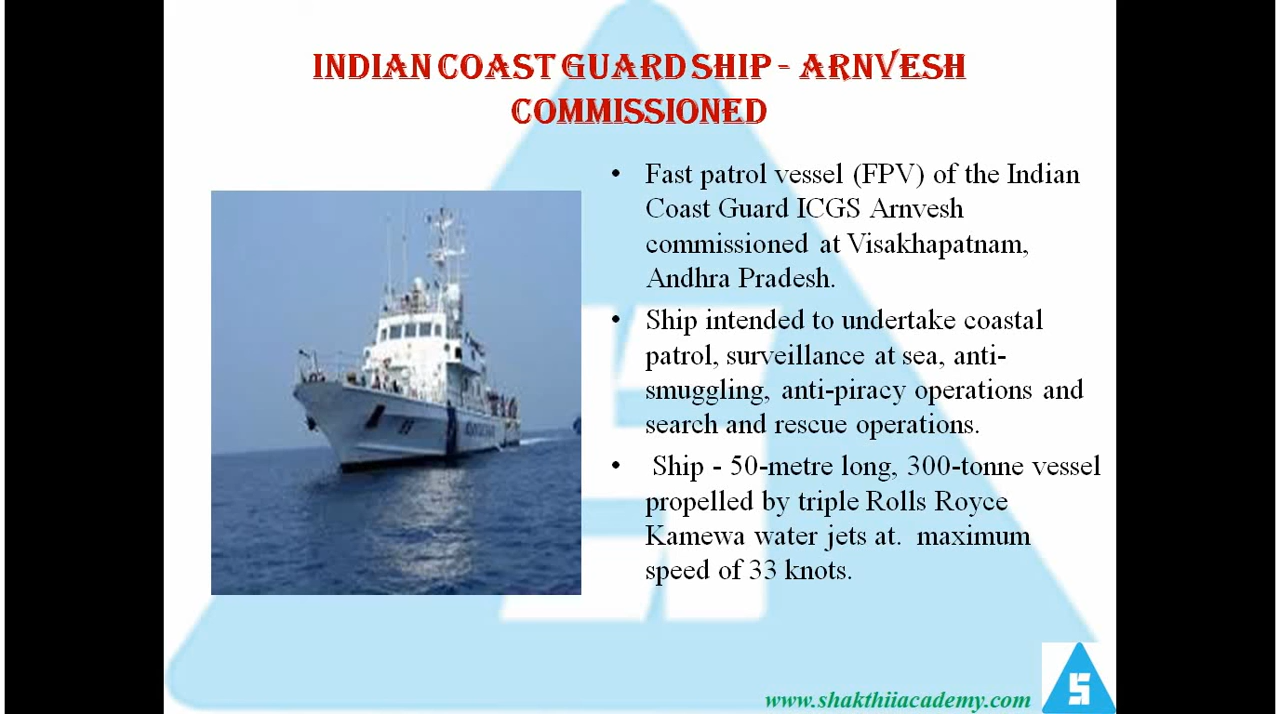 INDIAN COAST GUARD SHIP - ARNVESH
COMMISSIONED
• Fast patrol vessel (FPV) of the Indian
Coast Guard ICGS Arnvesh
commissioned at Visakhapatnam,
Andhra Pradesh.
• Ship intended to undertake coastal
patrol, surveillance at sea, anti-
smuggling, anti-piracy operations and
search and rescue operations.
• Ship - 50-metre long, 300-tonne vessel
propelled by triple Rolls Royce
Kamewa water jets at. maximum
speed of 33 knots.
www.shakthiiacademy.com